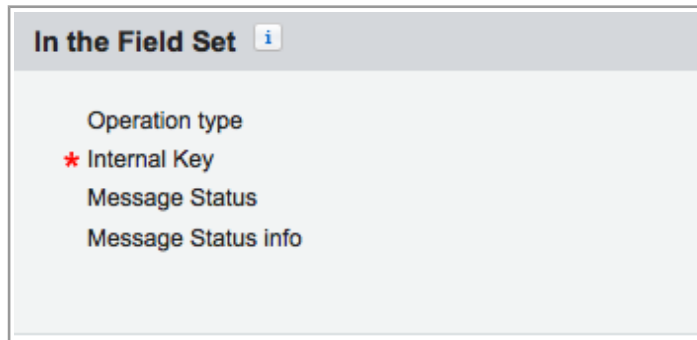 In the Field Set i
Operation type
* Internal Key
Message Status
Message Status info